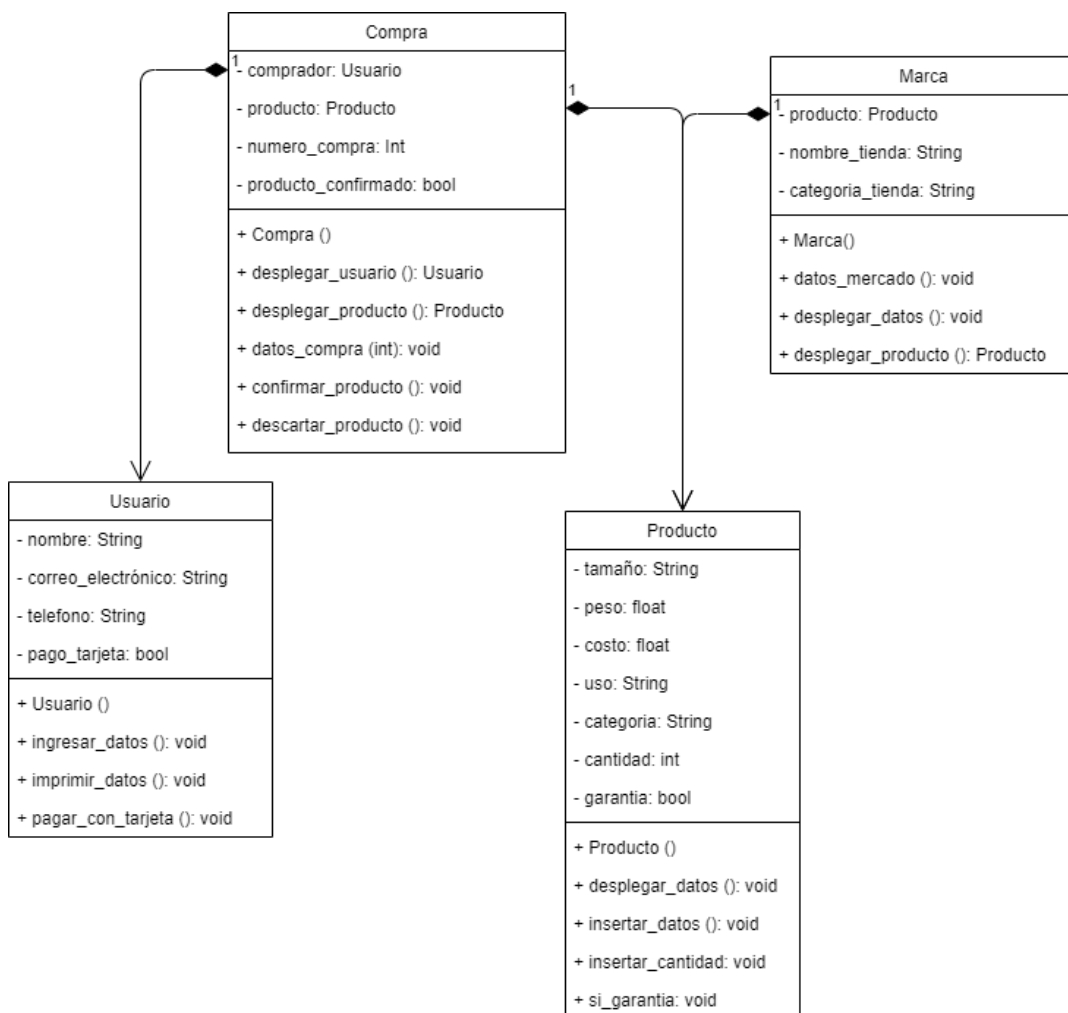 Compra
1
- comprador: Usuario
- producto: Producto
- numero_compra: Int
- producto_confirmado: bool
+ Compra ()
+ desplegar_usuario (): Usuario
+ desplegar_producto (): Producto
+ datos_compra (int): void
+ confirmar_producto (): void
+ descartar_producto (): void
1
Marca
1
- producto: Producto
- nombre_tienda: String
- categoria_tienda: String
+ Marca()
+ datos_mercado (): void
+ desplegar_datos (): void
+ desplegar_producto (): Producto
Usuario
- nombre: String
- correo_electrónico: String
- telefono: String
- pago_tarjeta: bool
+ Usuario ()
+ ingresar_datos (): void
+ imprimir_datos (): void
+ pagar_con_tarjeta (): void
Producto
- tamaño: String
- peso: float
- costo: float
- uso: String
- categoria: String
- cantidad: int
- garantia: bool
+ Producto ()
+ desplegar_datos (): void
+ insertar_datos (): void
+ insertar_cantidad: void
+ si_garantia: void